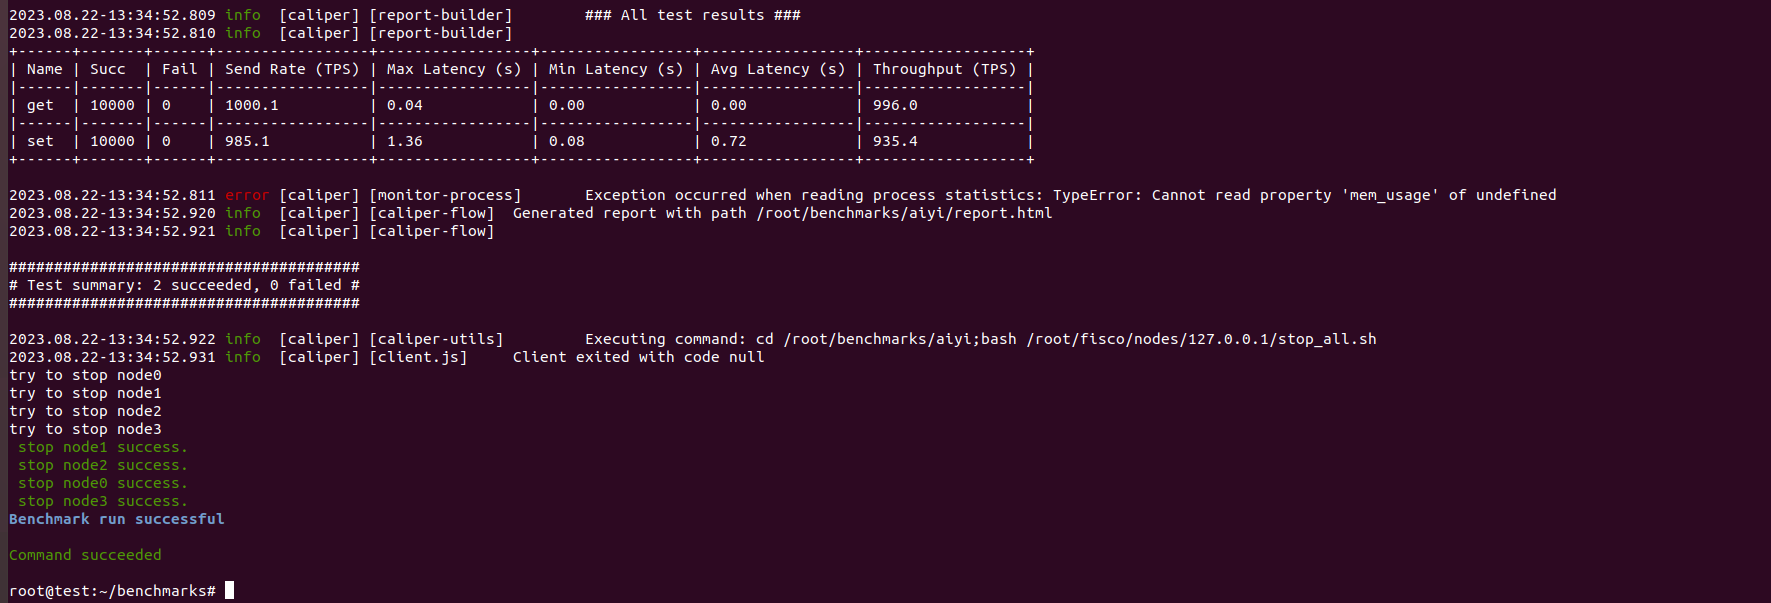 2023.08.22-13:34:52.809 info  [caliper] [report-builder]        ### All test results ###
2023.08.22-13:34:52.810 info  [caliper] [report-builder]
+------+-------+------+-----------------+-----------------+-----------------+-----------------+------------------+
| Name | Succ  | Fail | Send Rate (TPS) | Max Latency (s) | Min Latency (s) | Avg Latency (s) | Throughput (TPS) |
|------+-------+------+-----------------+-----------------+-----------------+-----------------+------------------|
| get  | 10000 | 0    | 1000.1          | 0.04            | 0.00            | 0.00            | 996.0            |
|------+-------+------+-----------------+-----------------+-----------------+-----------------+------------------|
| set  | 10000 | 0    | 985.1           | 1.36            | 0.08            | 0.72            | 935.4            |
+------+-------+------+-----------------+-----------------+-----------------+-----------------+------------------+
2023.08.22-13:34:52.811 error [caliper] [monitor-process]       Exception occurred when reading process statistics: TypeError: Cannot read property 'mem_usage' of undefined
2023.08.22-13:34:52.920 info  [caliper] [caliper-flow]  Generated report with path /root/benchmarks/aiyi/report.html
2023.08.22-13:34:52.921 info  [caliper] [caliper-flow]
#######################################
# Test summary: 2 succeeded, 0 failed #
#######################################
2023.08.22-13:34:52.922 info  [caliper] [caliper-utils]         Executing command: cd /root/benchmarks/aiyi;bash /root/fisco/nodes/127.0.0.1/stop_all.sh
2023.08.22-13:34:52.931 info  [caliper] [client.js]     Client exited with code null
try to stop node0
try to stop node1
try to stop node2
try to stop node3
 stop node1 success.
 stop node2 success.
 stop node0 success.
 stop node3 success.
Benchmark run successful
Command succeeded
root@test:~/benchmarks#